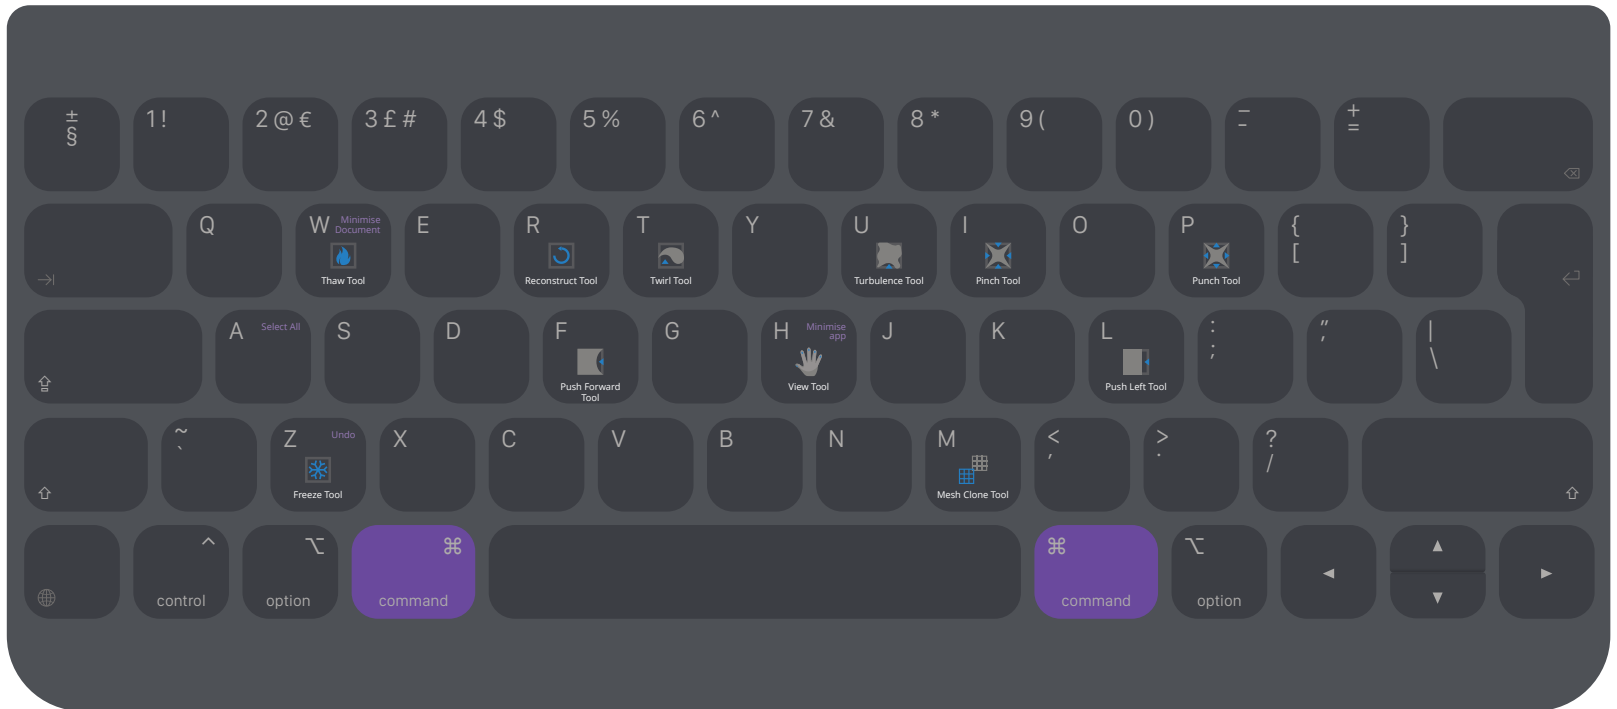 ± 
§
1 !
2 @ €
3 £ #
4 $
5 %
6 ^
7 &
8 *
9 (
0 )
–
-
+
=
Q
W Minimise
Document
Thaw Tool
E
R
Reconstruct Tool
T
Twirl Tool
Y
U
Turbulence Tool
I
Pinch Tool
O
P
Punch Tool
{
[
}
]
A Select All
S
D
F
Push Forward
Tool
G
H Minimise
app
View Tool
J
K
L
Push Left Tool
:
;
"
,
|
\
~
`
Z Undo
Freeze Tool
X
C
V
B
N
M
Mesh Clone Tool
<
,
>
.
?
/
^
control
⌥
option
⌘
command
⌘
command
⌥
option